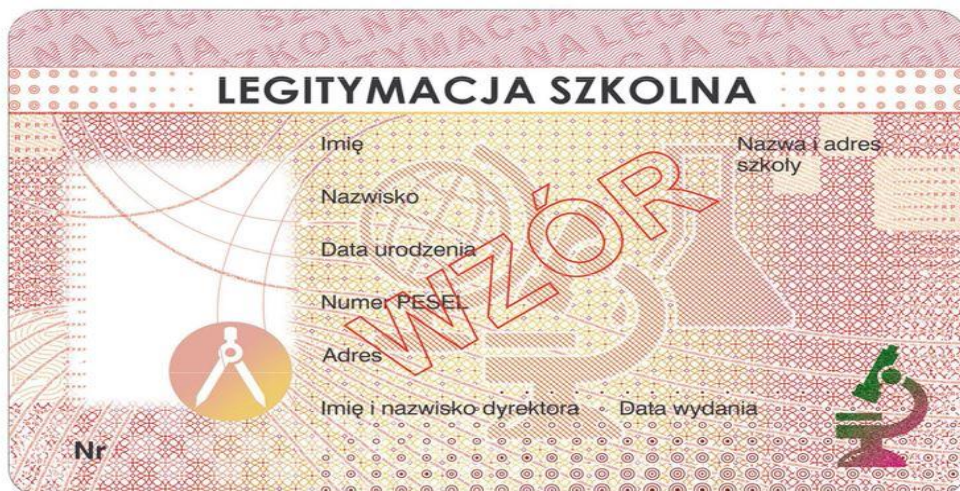 LEGITYMACJA SZKOLNA
Imię
Nazwa i adres
szkoły
Nazwisko
Data urodzenia
Numer PESEL
Adres
WZÓR
Imię i nazwisko dyrektora
Data wydania
Nr